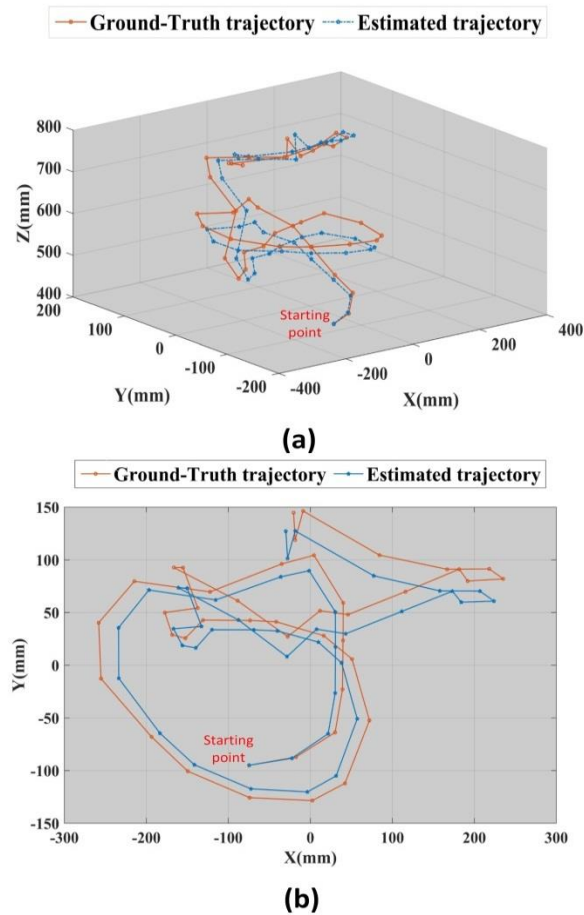 Ground-Truth trajectory Estimated trajectory
800
700
600
500
400
Z(mm)
200
100
0
-100
-200
Y(mm)
-400
-200
0
200
400
X(mm)
Starting
point
(a)
Ground-Truth trajectory Estimated trajectory
150
100
50
0
-50
-100
-150
Y(mm)
Starting
point
-300 -200 -100 0 100 200 300
X(mm)
(b)